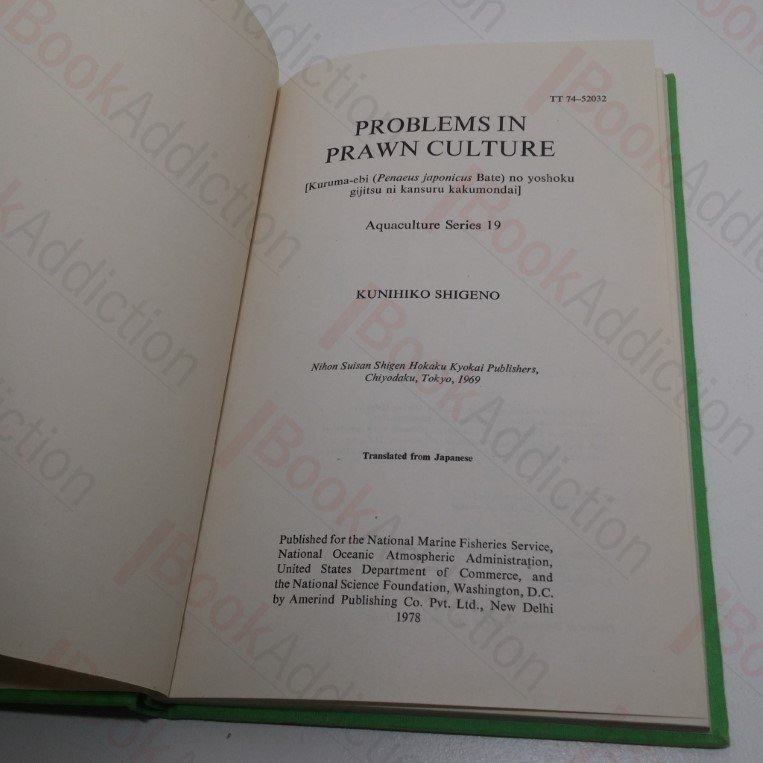 TT 74–52032
PROBLEMS IN
PRAWN CULTURE
[Kuruma-ebi (Penaeus japonicus Bate) no yoshoku
gijitsu ni kansuru kakumondai]
Aquaculture Series 19
KUNIHIKO SHIGENO
Nihon Suisan Shigen Hokaku Kyokai Publishers,
Chiyodaku, Tokyo, 1969
Translated from Japanese
Published for the National Marine Fisheries Service,
National Oceanic Atmospheric Administration,
United States Department of Commerce, and
the National Science Foundation, Washington, D.C.
by Amerind Publishing Co. Pvt. Ltd., New Delhi
1978
BookAddiction